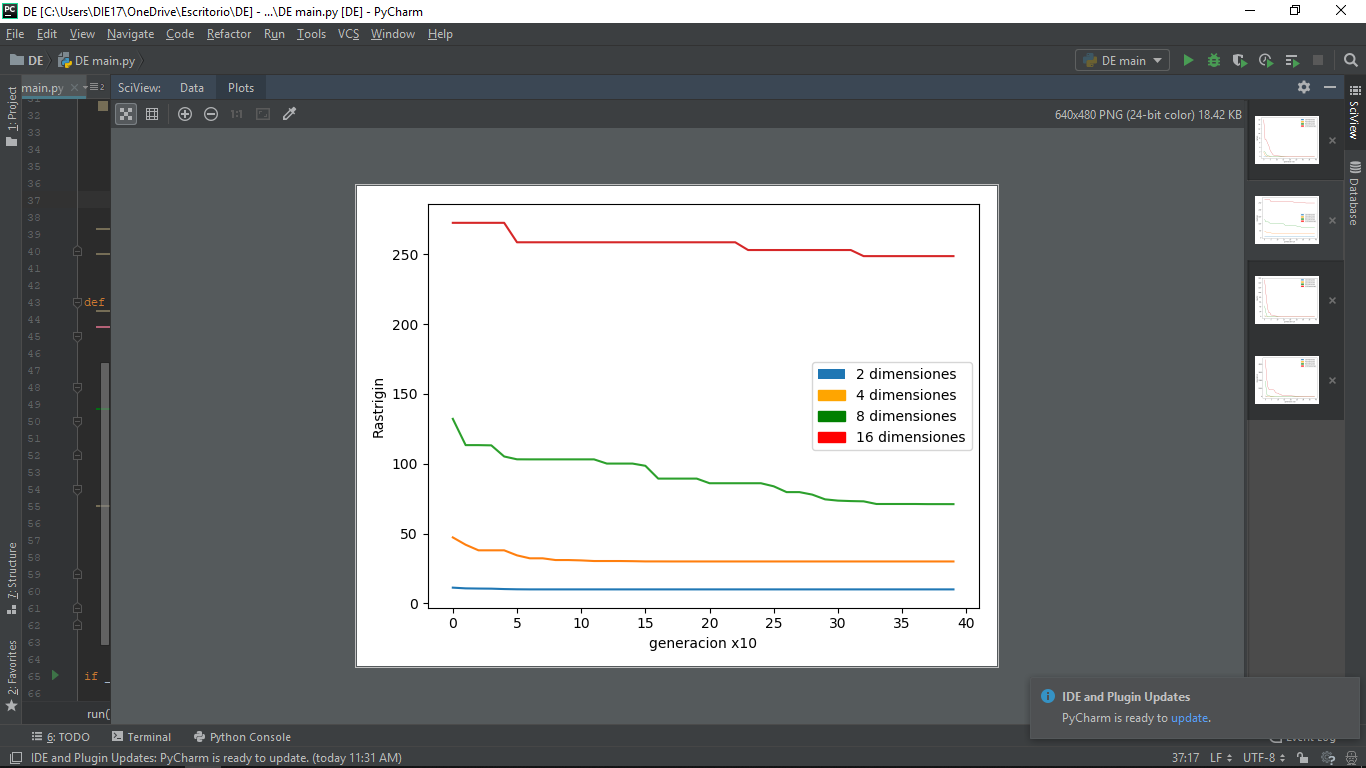 DE [C:\Users\DIE17\OneDrive\Escritorio\DE] - ...\DE main.py [DE] - PyCharm
File Edit View Navigate Code Refactor Run Tools VCS Window Help
DE DE main.py DE main
1: Project
main.py 2 SciView: Data Plots
1:1 640x480 PNG (24-bit color) 18.42 KB
SciView
Database
31
32
33
34
35
36
37
38
39
40
41
42
43 def
44
45
46
47
48
49
50
51
52
53
54
55
56
57
58
59
60
61
62
63
64
65 if _
66
run(
250
200
150
100
50
0
Rastrigin
2 dimensiones
4 dimensiones
8 dimensiones
16 dimensiones
0 5 10 15 20 25 30 35 40
generacion x10
7: Structure
2: Favorites
IDE and Plugin Updates
PyCharm is ready to update.
6: TODO Terminal Python Console Event Log
IDE and Plugin Updates: PyCharm is ready to update. (today 11:31 AM) 37:17 LF UTF-8